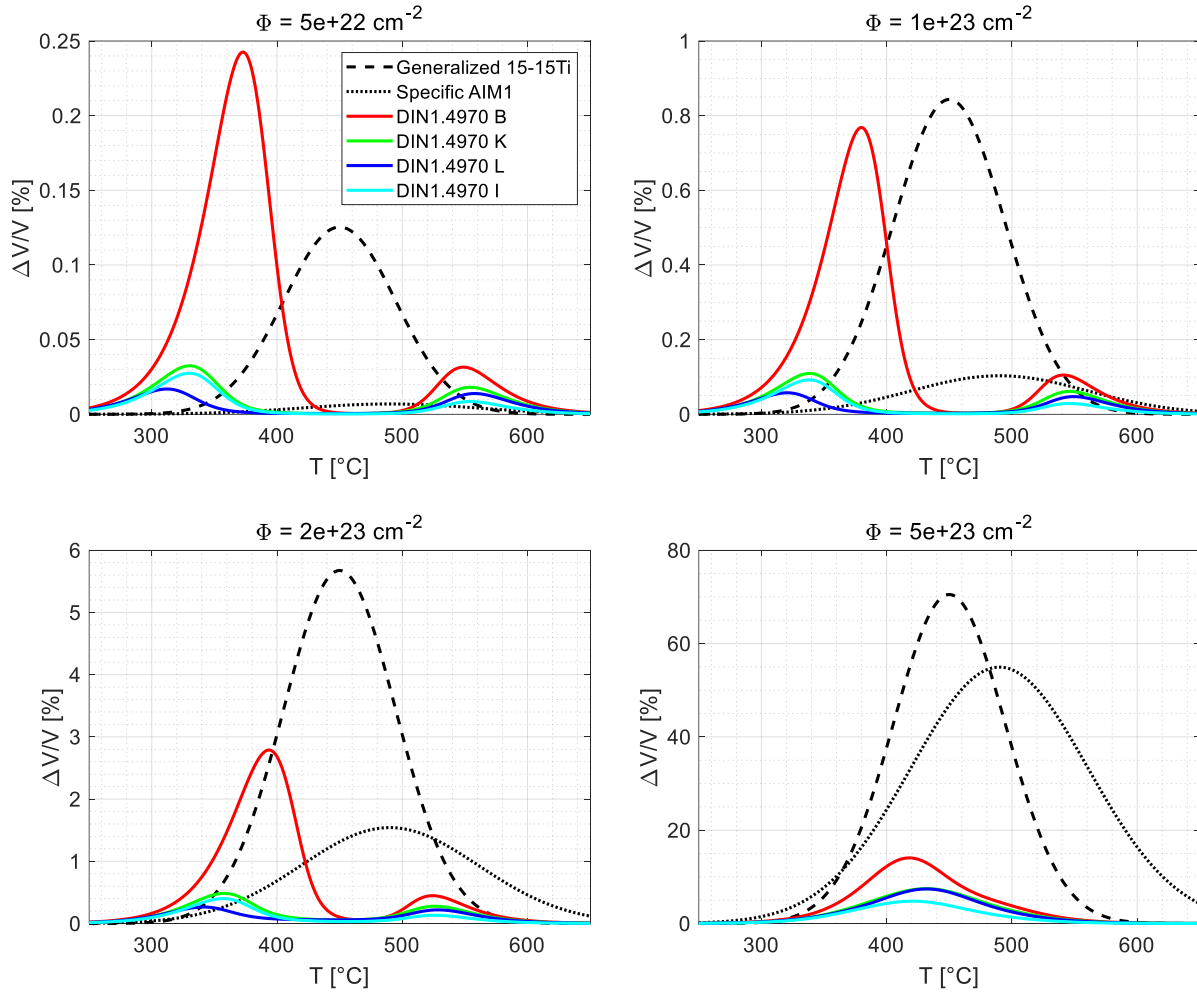 Φ = 5e+22 cm-2
0.25
0.2
0.15
0.1
0.05
0
ΔV/V [%]
300 400 500 600
T [°C]
Generalized 15-15Ti
Specific AIM1
DIN1.4970 B
DIN1.4970 K
DIN1.4970 L
DIN1.4970 I
Φ = 1e+23 cm-2
1
0.8
0.6
0.4
0.2
0
ΔV/V [%]
300 400 500 600
T [°C]
Φ = 2e+23 cm-2
6
5
4
3
2
1
0
ΔV/V [%]
300 400 500 600
T [°C]
Φ = 5e+23 cm-2
80
60
40
20
0
ΔV/V [%]
300 400 500 600
T [°C]